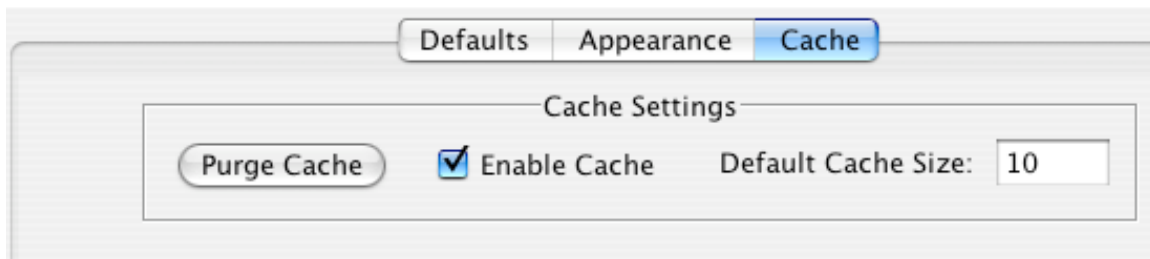 Defaults Appearance Cache
Cache Settings
Purge Cache Enable Cache Default Cache Size: 10